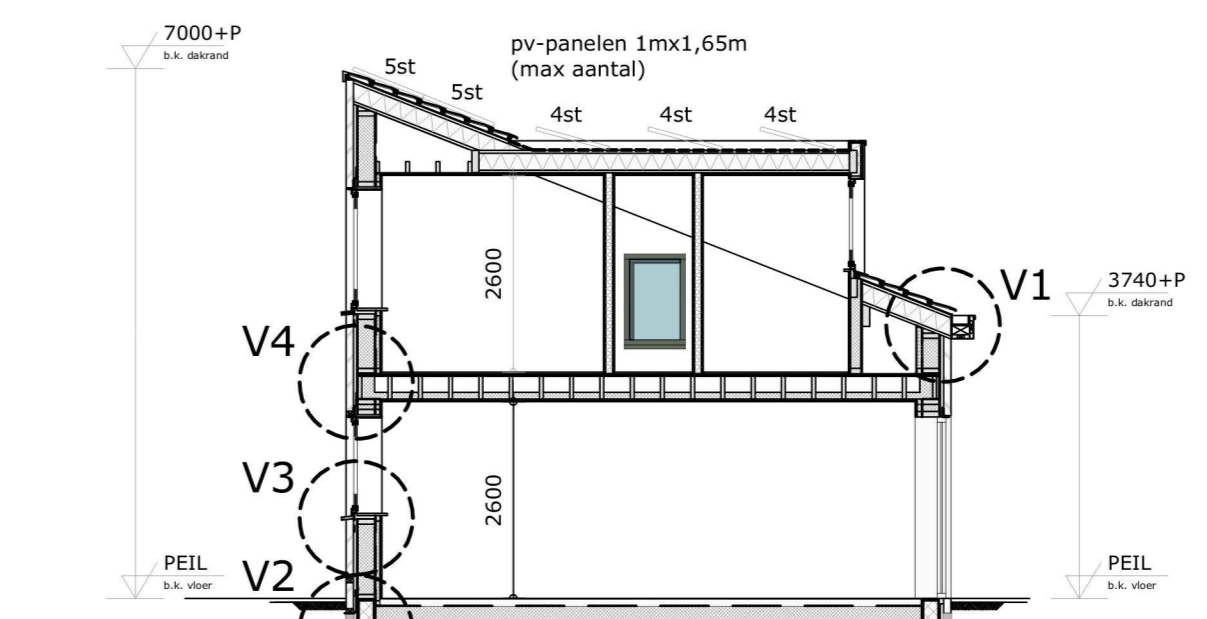 7000+P
b.k. dakrand
pv-panelen 1mx1,65m
(max aantal)
5st
5st
4st
4st
4st
2600
V1
3740+P
b.k. dakrand
V4
V3
2600
PEIL
b.k. vloer
V2
PEIL
b.k. vloer